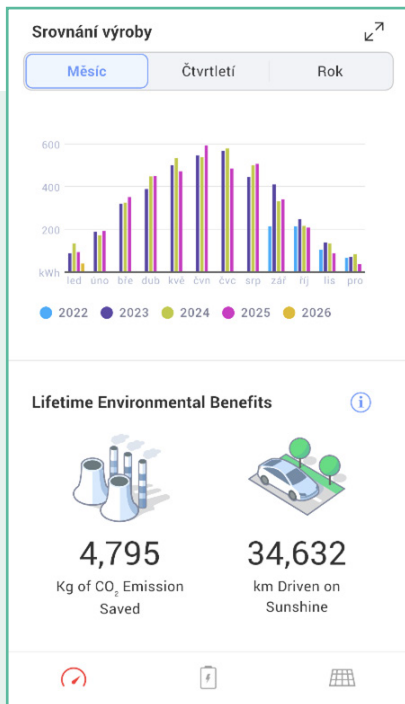 Srovnání výroby
Měsíc Čtvrtletí Rok
600
400
200
kWh
led úno bře dub kvě čvn čvc srp zář říj lis pro
2022 2023 2024 2025 2026
Lifetime Environmental Benefits
4,795 34,632
Kg of CO₂ Emission km Driven on
Saved Sunshine